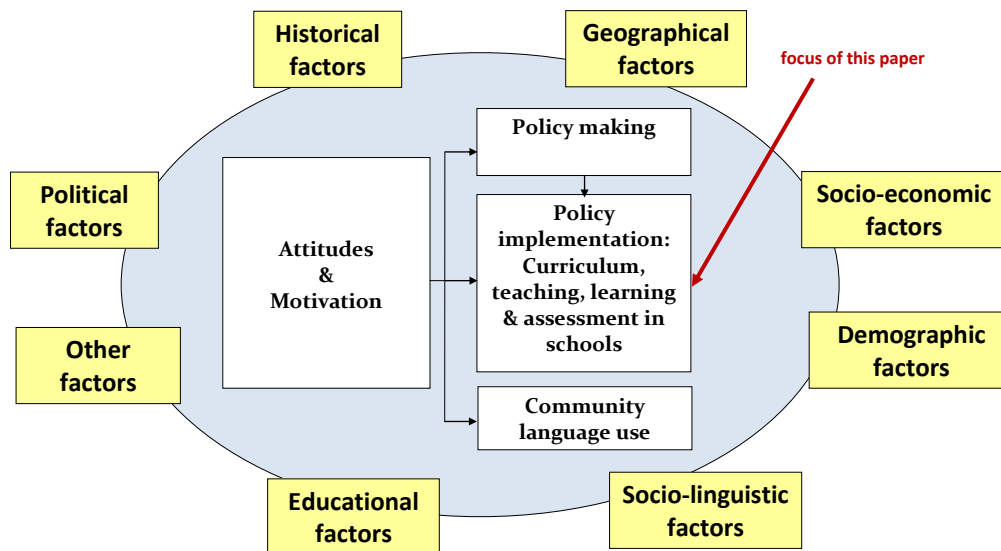 Historical
factors
Geographical
factors
focus of this paper
Policy making
Political
factors
Attitudes
&
Motivation
Policy
implementation:
Curriculum,
teaching, learning
& assessment in
schools
Socio-economic
factors
Other
factors
Demographic
factors
Community
language use
Educational
factors
Socio-linguistic
factors